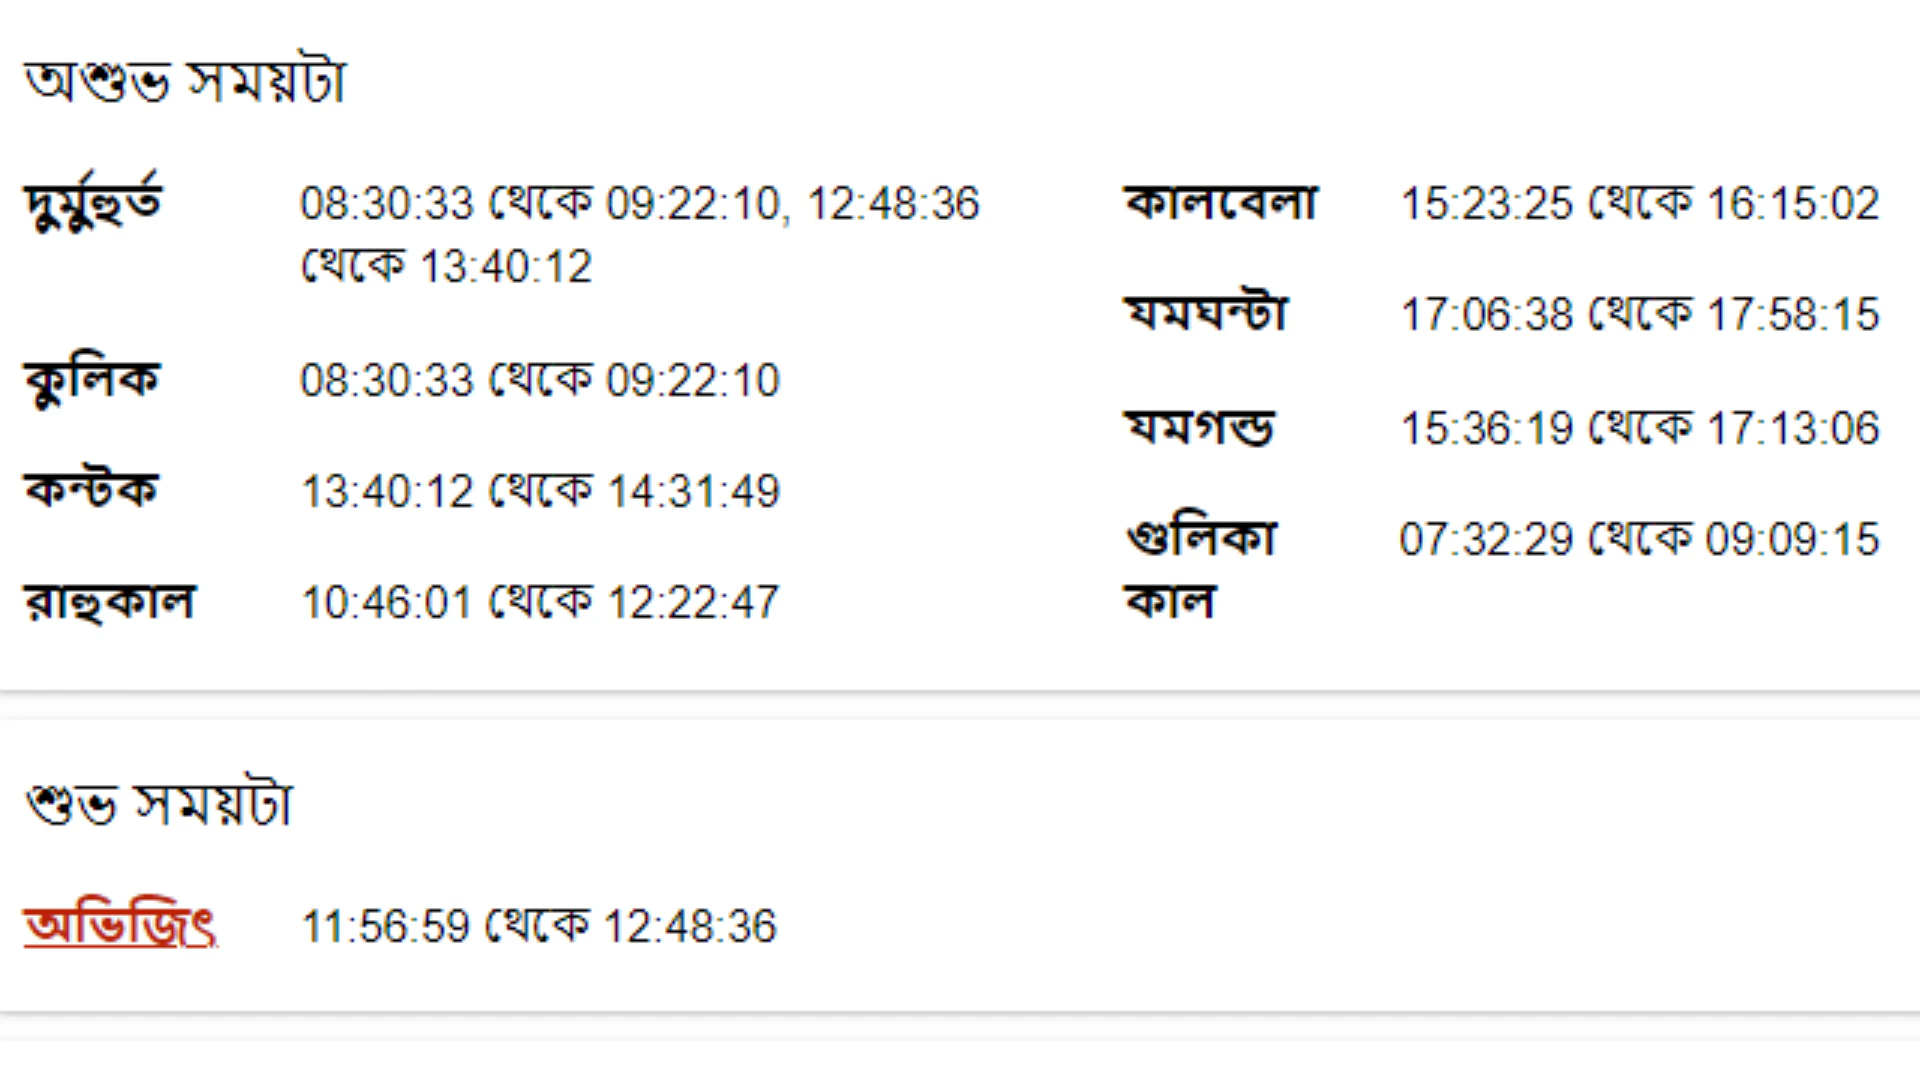 অশুভ সময়টা
দুর্মুহুর্ত 08:30:33 থেকে 09:22:10, 12:48:36
থেকে 13:40:12
কুলিক 08:30:33 থেকে 09:22:10
কন্টক 13:40:12 থেকে 14:31:49
রাহুকাল 10:46:01 থেকে 12:22:47
কালবেলা 15:23:25 থেকে 16:15:02
যমঘন্টা 17:06:38 থেকে 17:58:15
যমগন্ড 15:36:19 থেকে 17:13:06
গুলিকা 07:32:29 থেকে 09:09:15
কাল
শুভ সময়টা
অভিজিৎ 11:56:59 থেকে 12:48:36